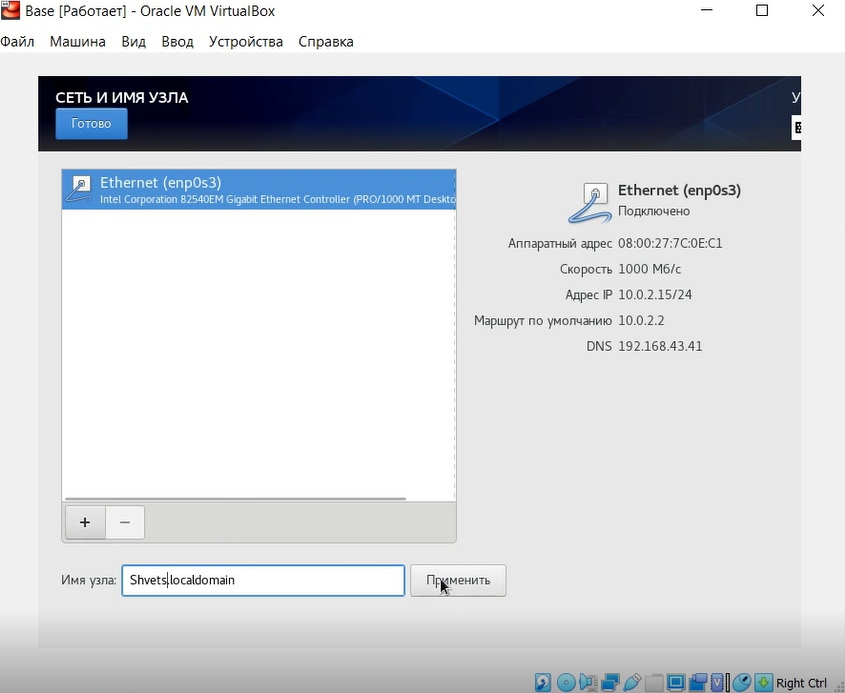 Base [Работает] - Oracle VM VirtualBox
Файл Машина Вид Ввод Устройства Справка
СЕТЬ И ИМЯ УЗЛА
У
Готово
Ethernet (enp0s3)
Intel Corporation 82540EM Gigabit Ethernet Controller (PRO/1000 MT Deskto
Ethernet (enp0s3)
Подключено
Аппаратный адрес 08:00:27:7C:0E:C1
Скорость 1000 Мб/с
Адрес IP 10.0.2.15/24
Маршрут по умолчанию 10.0.2.2
DNS 192.168.43.41
+ −
Имя узла: Shvets.localdomain Применить
Right Ctrl